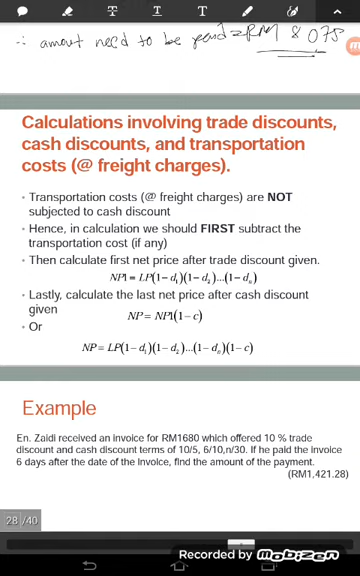 ∴ amount need to be paid = RM 8 075
Calculations involving trade discounts,
cash discounts, and transportation
costs (@ freight charges).
• Transportation costs (@ freight charges) are NOT
subjected to cash discount
• Hence, in calculation we should FIRST subtract the
transportation cost (if any)
• Then calculate first net price after trade discount given.
NP1 = LP(1−d₁)(1−d₂)...(1−dₙ)
• Lastly, calculate the last net price after cash discount
given
NP = NP1(1−c)
• Or
NP = LP(1−d₁)(1−d₂)...(1−dₙ)(1−c)
Example
En. Zaidi received an invoice for RM1680 which offered 10 % trade
discount and cash discount terms of 10/5, 6/10,n/30. If he paid the invoice
6 days after the date of the invoice, find the amount of the payment.
(RM1,421.28)
28 /40
Recorded by Mobizen